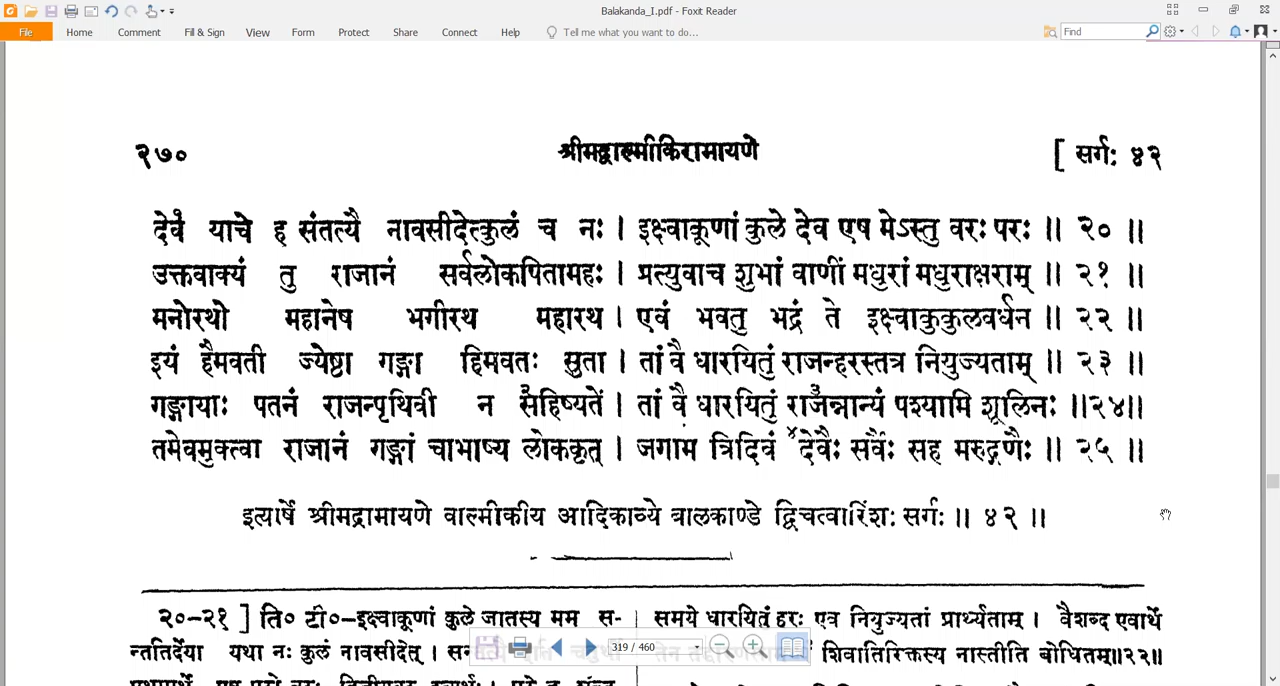 Balakanda_I.pdf - Foxit Reader
File Home Comment Fill & Sign View Form Protect Share Connect Help Tell me what you want to do... Find
२७० श्रीमद्वाल्मीकिरामायणे [ सर्गः ४२
देवं१ याचे ह संतत्यै नावसीदेत्कुलं च नः । इक्ष्वाकूणां कुले देव एष मेऽस्तु वरः परः ॥ २० ॥
उक्तवाक्यं तु राजानं सर्वलोकपितामहः । प्रत्युवाच शुभां वाणीं मधुरां मधुराक्षराम् ॥ २१ ॥
मनोरथो महानेष भगीरथ महारथ । एवं भवतु भद्रं ते इक्ष्वाकुकुलवर्धन ॥ २२ ॥
इयं हैमवती ज्येष्ठा गङ्गा हिमवतः सुता । तां वै धारयितुं राजन्हरस्तत्र नियुज्यताम् ॥ २३ ॥
गङ्गायाः पतनं राजन्पृथिवी न सहिष्यते । तां वै धारयितुं राजन्नान्यं पश्यामि शूलिनः ॥२४॥
तमेवमुक्त्वा राजानं गङ्गां चाभाष्य लोककृत् । जगाम त्रिदिवं ४देवैः सर्वैः सह मरुद्गणैः ॥ २५ ॥
इत्यार्षे श्रीमद्रामायणे वाल्मीकीय आदिकाव्ये बालकाण्डे द्विचत्वारिंशः सर्गः ॥ ४२ ॥
२०-२१ ] ति० टी०-इक्ष्वाकूणां कुले जातस्य मम स-
न्ततिर्देया यथा नः कुलं नावसीदेत् ।
समये धारयितुं हरः एव नियुज्यतां प्रार्थ्यताम् । वैशब्द एवार्थे
शिवातिरिक्तस्य नास्तीति बोधितम्॥२२॥
319 / 460